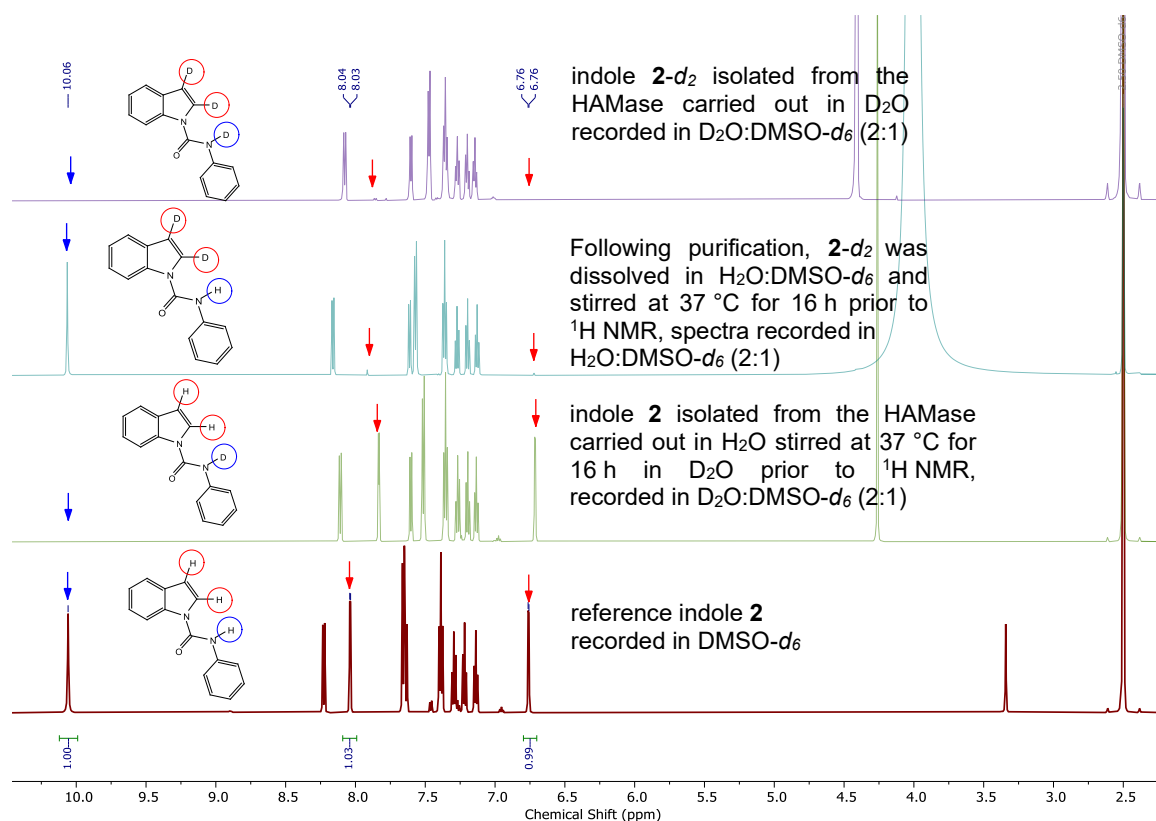 10.06
8.04
8.03
6.76
6.76
indole 2-d2 isolated from the
HAMase carried out in D2O
recorded in D2O:DMSO-d6 (2:1)
D
D
D
N
N
O
Following purification, 2-d2 was
dissolved in H2O:DMSO-d6 and
stirred at 37 °C for 16 h prior to
1H NMR, spectra recorded in
H2O:DMSO-d6 (2:1)
D
D
H
N
N
O
indole 2 isolated from the HAMase
carried out in H2O stirred at 37 °C for
16 h in D2O prior to 1H NMR,
recorded in D2O:DMSO-d6 (2:1)
H
H
D
N
N
O
reference indole 2
recorded in DMSO-d6
H
H
H
N
N
O
1.00
1.03
0.99
10.0 9.5 9.0 8.5 8.0 7.5 7.0 6.5 6.0 5.5 5.0 4.5 4.0 3.5 3.0 2.5
Chemical Shift (ppm)